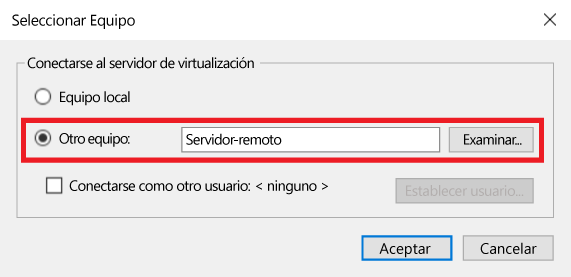 Seleccionar Equipo
Conectarse al servidor de virtualización
Equipo local
Otro equipo: Servidor-remoto Examinar...
Conectarse como otro usuario: < ninguno > Establecer usuario...
Aceptar Cancelar